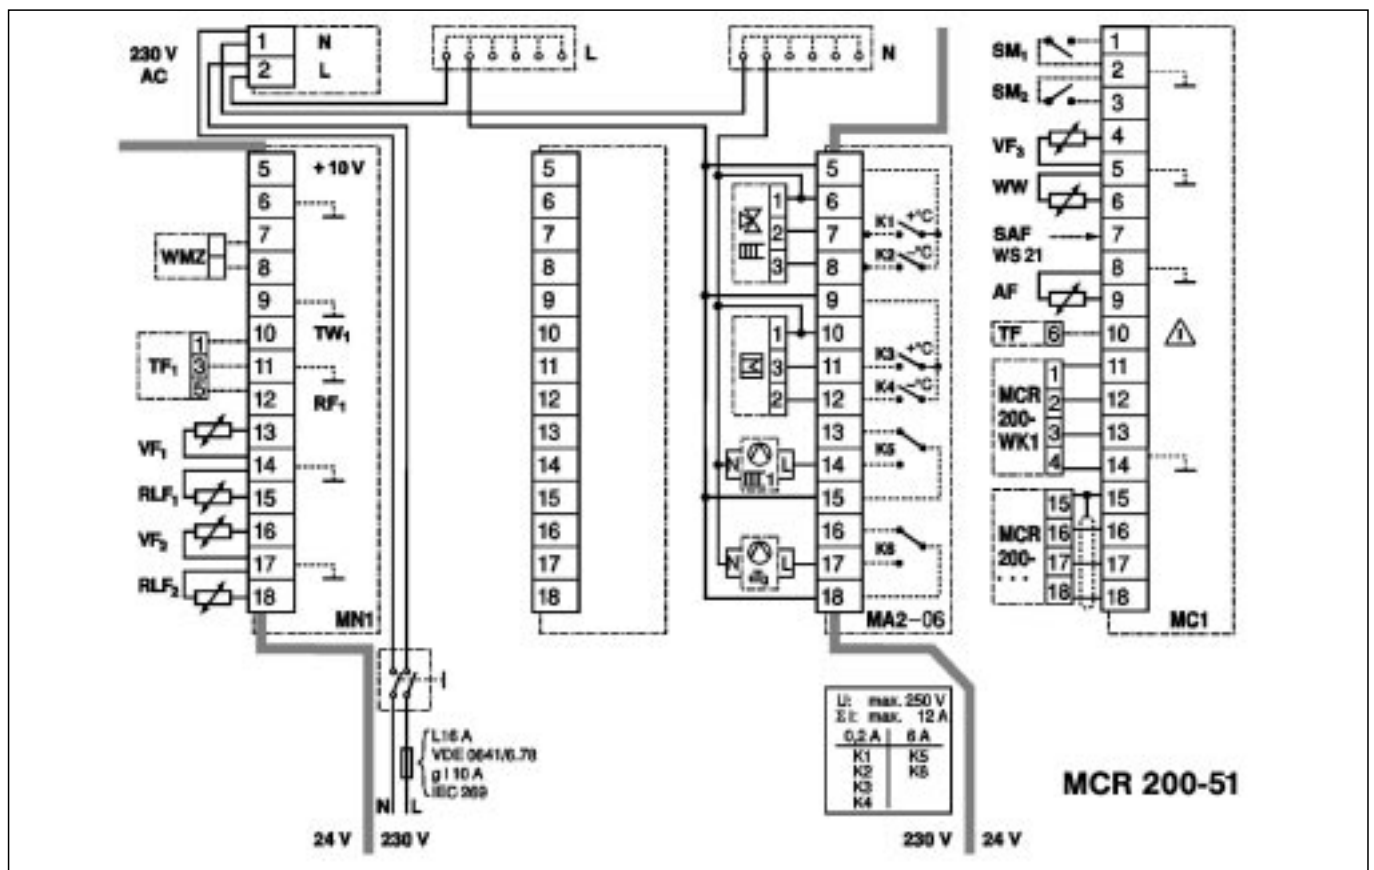 230 V
AC
1 N
2 L
L
N
5 +10 V
6
7
8
WMZ
9
10 TW1
11
12 RF1
TF1
1
3
5
13
14
15
16
17
18
VF1
RLF1
VF2
RLF2
MN1
5
6
7
8
9
10
11
12
13
14
15
16
17
18
5
6
7
8
9
10
11
12
13
14
15
16
17
18
1
2
3
1
3
2
N L
1
N L
K1 +°C
K2 -°C
K3 +°C
K4 -°C
K5
K6
MA2-06
SM1
SM2
VF3
WW
SAF
WS 21
AF
TF 6
MCR
200-
WK1
1
2
3
4
MCR
200-
. . .
15
16
17
18
1
2
3
4
5
6
7
8
9
10
11
12
13
14
15
16
17
18
MC1
L16 A
VDE 0641/6.78
g I 10 A
IEC 269
N L
24 V 230 V
U: max. 250 V
Σ I: max. 12 A
0,2 A 6 A
K1 K5
K2 K6
K3
K4
MCR 200-51
230 V 24 V